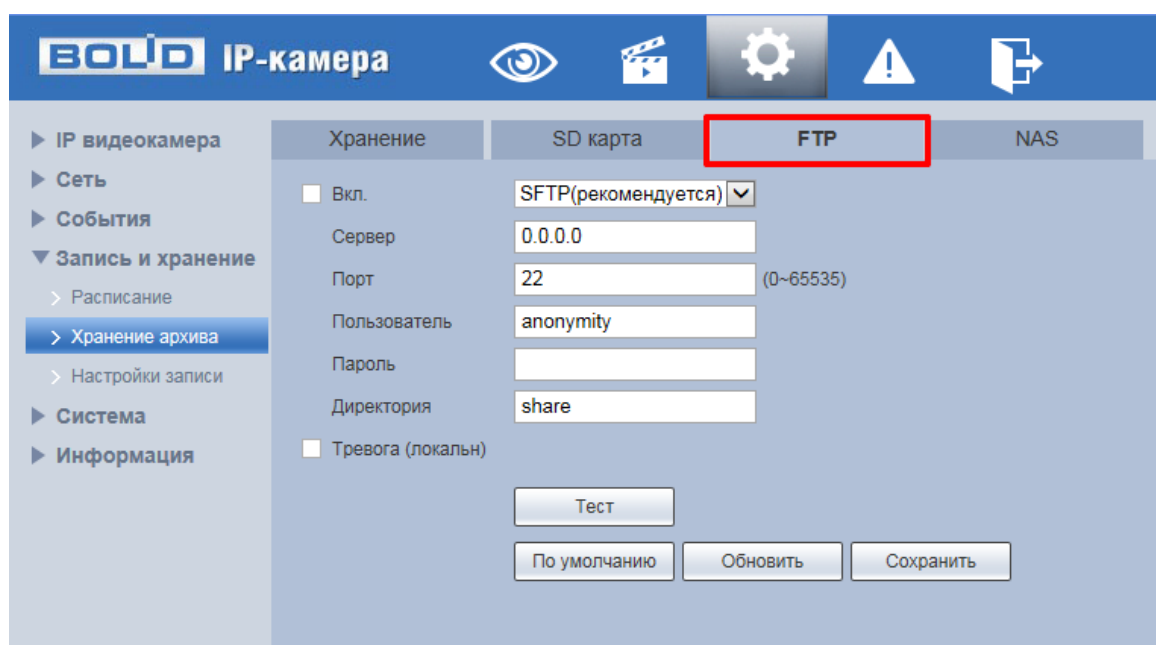 BOLID IP-камера
IP видеокамера
Сеть
События
Запись и хранение
Расписание
Хранение архива
Настройки записи
Система
Информация
Хранение SD карта FTP NAS
Вкл. SFTP(рекомендуется)
Сервер 0.0.0.0
Порт 22 (0~65535)
Пользователь anonymity
Пароль
Директория share
Тревога (локальн)
Тест
По умолчанию Обновить Сохранить